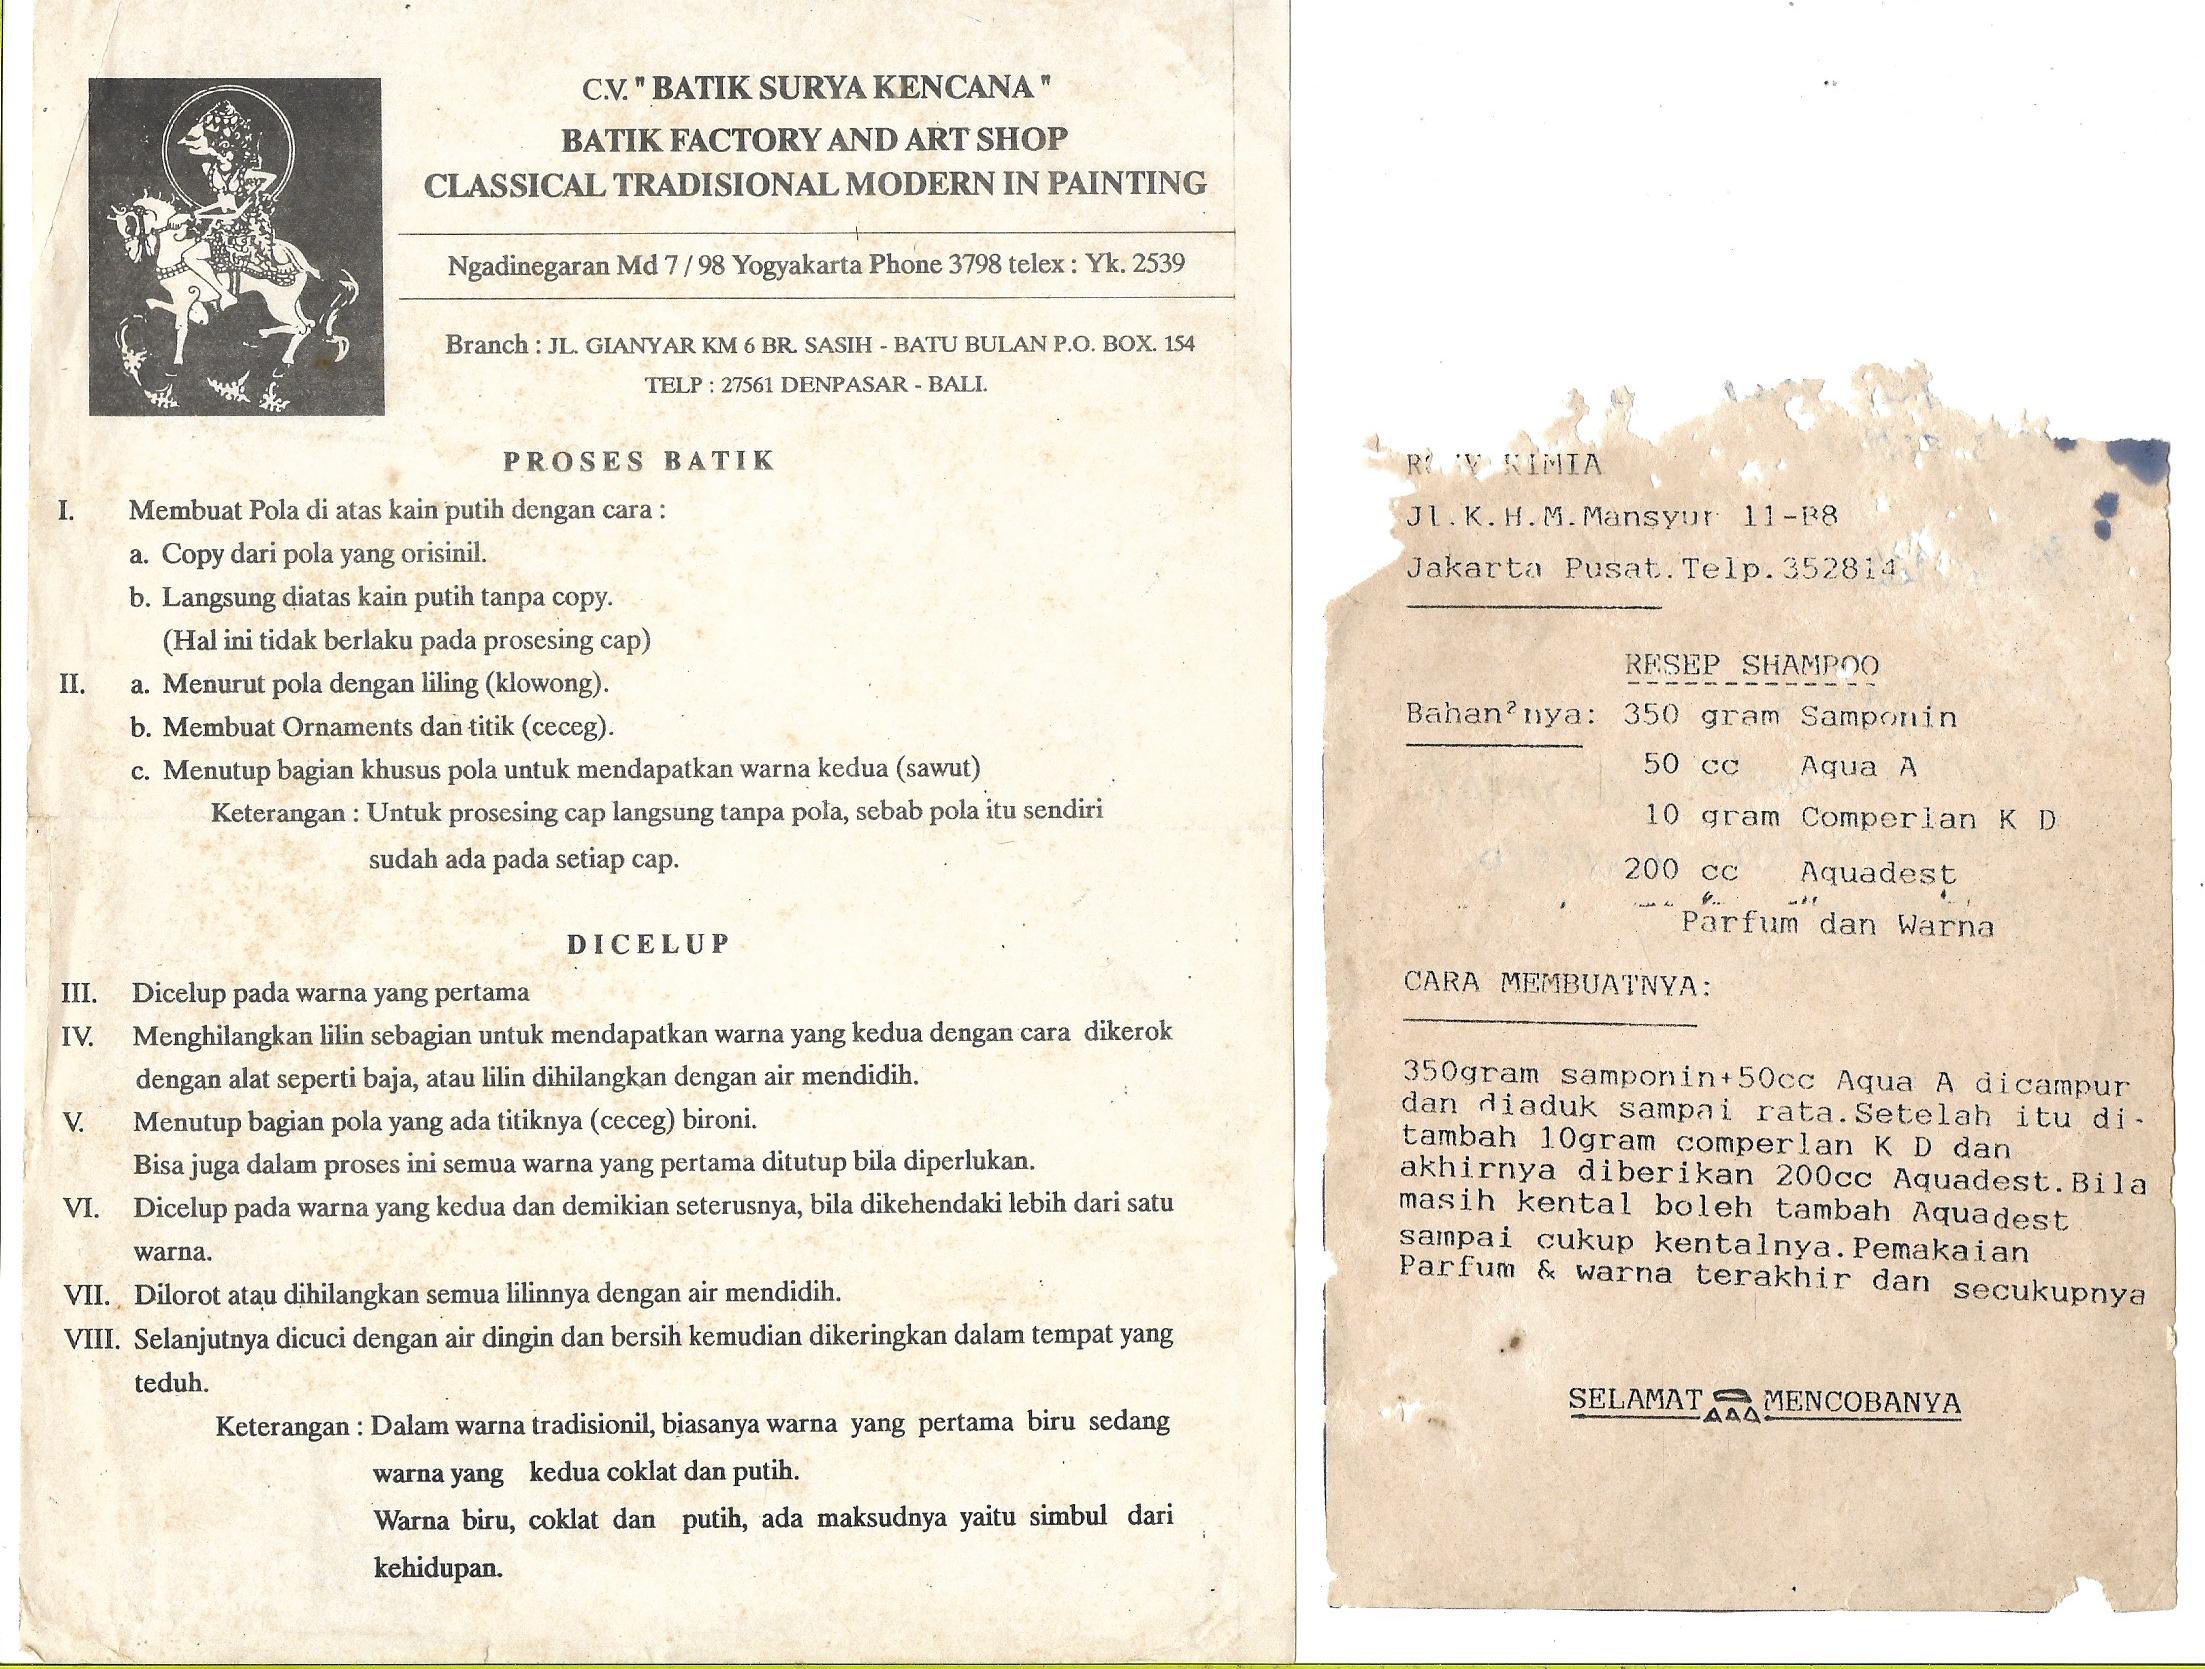 C.V. " BATIK SURYA KENCANA "
BATIK FACTORY AND ART SHOP
CLASSICAL TRADISIONAL MODERN IN PAINTING
Ngadinegaran Md 7 / 98 Yogyakarta Phone 3798 telex : Yk. 2539
Branch : JL. GIANYAR KM 6 BR. SASIH - BATU BULAN P.O. BOX. 154
TELP : 27561 DENPASAR - BALI.
PROSES BATIK
I. Membuat Pola di atas kain putih dengan cara :
a. Copy dari pola yang orisinil.
b. Langsung diatas kain putih tanpa copy.
(Hal ini tidak berlaku pada prosesing cap)
II. a. Menurut pola dengan liling (klowong).
b. Membuat Ornaments dan titik (ceceg).
c. Menutup bagian khusus pola untuk mendapatkan warna kedua (sawut)
Keterangan : Untuk prosesing cap langsung tanpa pola, sebab pola itu sendiri
sudah ada pada setiap cap.
DICELUP
III. Dicelup pada warna yang pertama
IV. Menghilangkan lilin sebagian untuk mendapatkan warna yang kedua dengan cara dikerok
dengan alat seperti baja, atau lilin dihilangkan dengan air mendidih.
V. Menutup bagian pola yang ada titiknya (ceceg) bironi.
Bisa juga dalam proses ini semua warna yang pertama ditutup bila diperlukan.
VI. Dicelup pada warna yang kedua dan demikian seterusnya, bila dikehendaki lebih dari satu
warna.
VII. Dilorot atau dihilangkan semua lilinnya dengan air mendidih.
VIII. Selanjutnya dicuci dengan air dingin dan bersih kemudian dikeringkan dalam tempat yang
teduh.
Keterangan : Dalam warna tradisionil, biasanya warna yang pertama biru sedang
warna yang kedua coklat dan putih.
Warna biru, coklat dan putih, ada maksudnya yaitu simbul dari
kehidupan.
KIMIA
Jl.K.H.M.Mansyur 11-B8
Jakarta Pusat.Telp.352814
RESEP SHAMPOO
Bahan²nya: 350 gram Samponin
50 cc Aqua A
10 gram Comperlan K D
200 cc Aquadest
Parfum dan Warna
CARA MEMBUATNYA:
350gram samponin+50cc Aqua A dicampur
dan diaduk sampai rata.Setelah itu di-
tambah 10gram comperlan K D dan
akhirnya diberikan 200cc Aquadest.Bila
masih kental boleh tambah Aquadest
sampai cukup kentalnya.Pemakaian
Parfum & warna terakhir dan secukupnya
SELAMAT MENCOBANYA